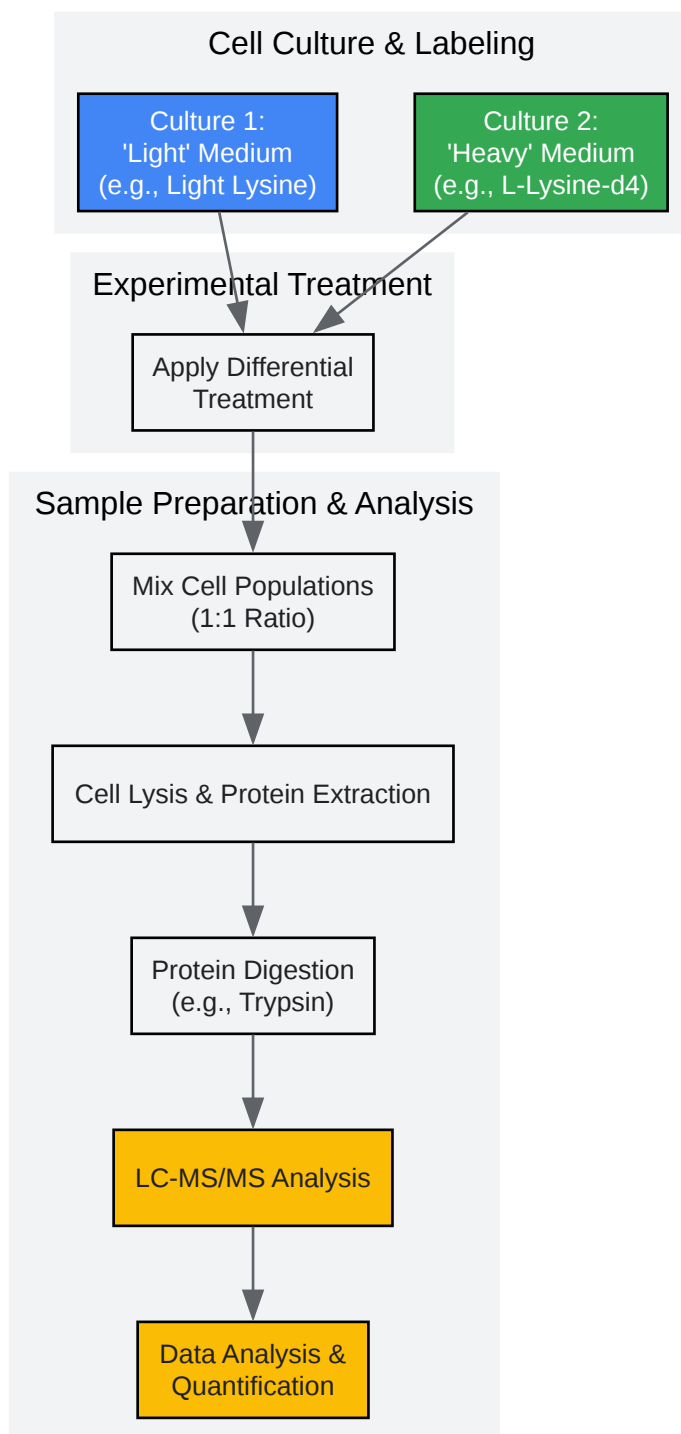 Cell Culture & Labeling
Culture 1:
'Light' Medium
(e.g., Light Lysine)
Culture 2:
'Heavy' Medium
(e.g., L-Lysine-d4)
Experimental Treatment
Apply Differential
Treatment
Sample Preparation & Analysis
Mix Cell Populations
(1:1 Ratio)
Cell Lysis & Protein Extraction
Protein Digestion
(e.g., Trypsin)
LC-MS/MS Analysis
Data Analysis &
Quantification